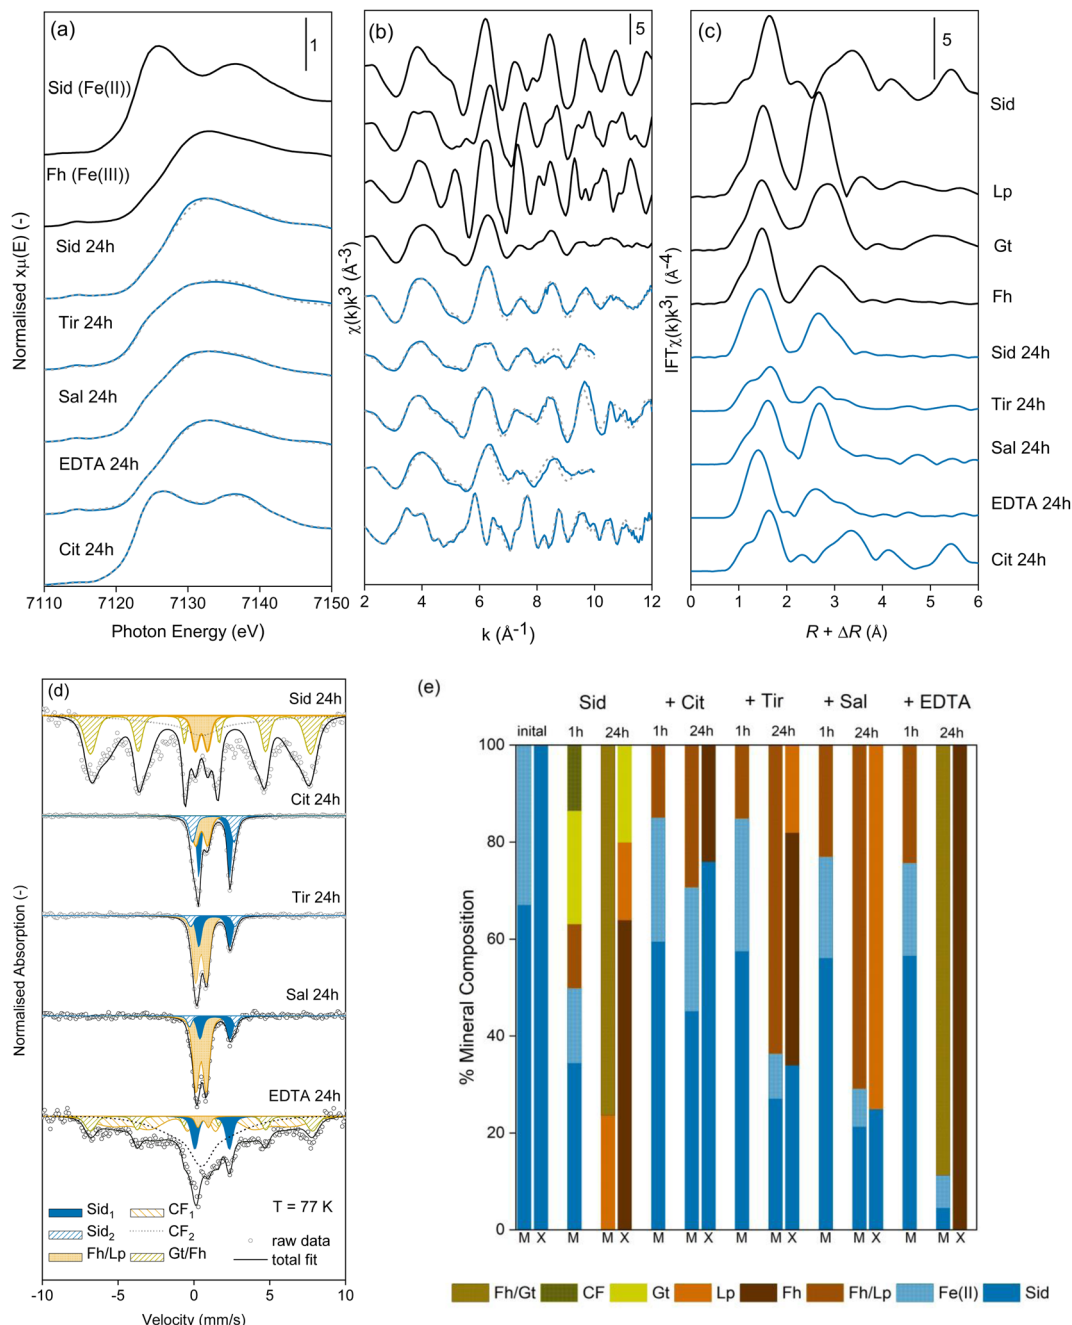 (a)
1
Sid (Fe(II))
Fh (Fe(III))
Sid 24h
Tir 24h
Sal 24h
EDTA 24h
Cit 24h
Normalised xμ(E) (-)
7110 7120 7130 7140 7150
Photon Energy (eV)
(b)
5
χ(k)k³ (Å⁻³)
2 4 6 8 10 12
k (Å⁻¹)
(c)
5
Sid
Lp
Gt
Fh
Sid 24h
Tir 24h
Sal 24h
EDTA 24h
Cit 24h
IFTχ(k)k³I (Å⁻⁴)
0 1 2 3 4 5 6
R + ΔR (Å)
(d)
Sid 24h
Cit 24h
Tir 24h
Sal 24h
EDTA 24h
T = 77 K
Sid₁
CF₁
Sid₂
CF₂
raw data
Fh/Lp
Gt/Fh
total fit
Normalised Absorption (-)
-10 -5 0 5 10
Velocity (mm/s)
(e)
Sid + Cit + Tir + Sal + EDTA
inital 1h 24h 1h 24h 1h 24h 1h 24h 1h 24h
100
80
60
40
20
0
% Mineral Composition
M X M M X M M X M M X M M X M M X
Fh/Gt CF Gt Lp Fh Fh/Lp Fe(II) Sid